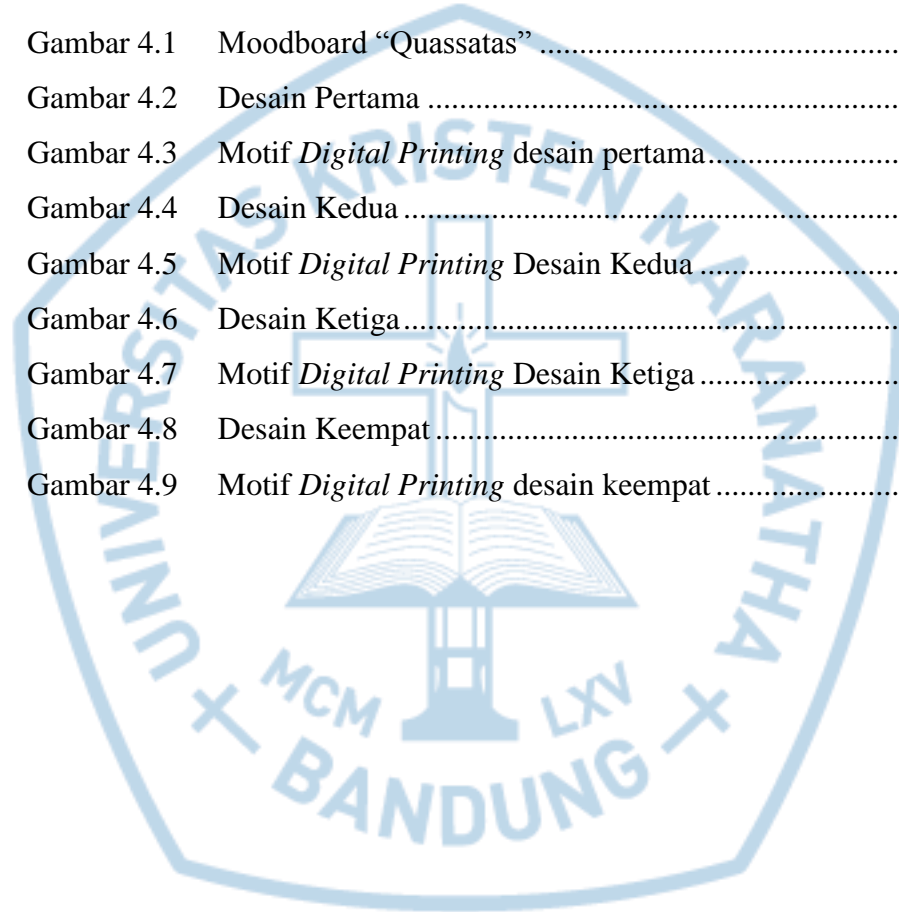 Gambar 4.1 Moodboard “Quassatas” ............................................................
Gambar 4.2 Desain Pertama ............................................................
Gambar 4.3 Motif Digital Printing desain pertama............................
Gambar 4.4 Desain Kedua ............................................................
Gambar 4.5 Motif Digital Printing Desain Kedua ............................
Gambar 4.6 Desain Ketiga............................................................
Gambar 4.7 Motif Digital Printing Desain Ketiga ............................
Gambar 4.8 Desain Keempat............................................................
Gambar 4.9 Motif Digital Printing desain keempat ............................
UNIVERSITAS KRISTEN MARANATHA
MCM LXV
BANDUNG